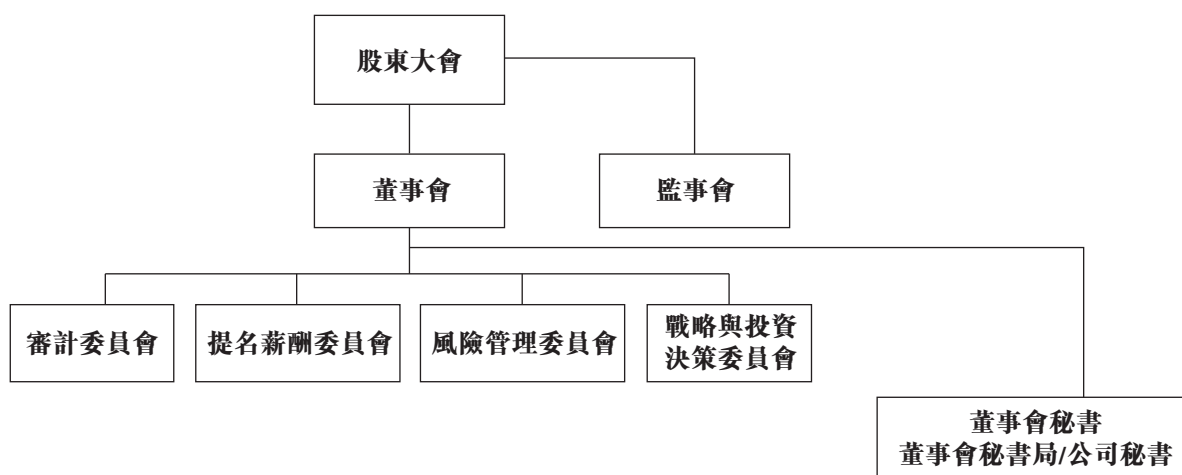 股東大會
董事會
監事會
審計委員會
提名薪酬委員會
風險管理委員會
戰略與投資
決策委員會
董事會秘書
董事會秘書局/公司秘書